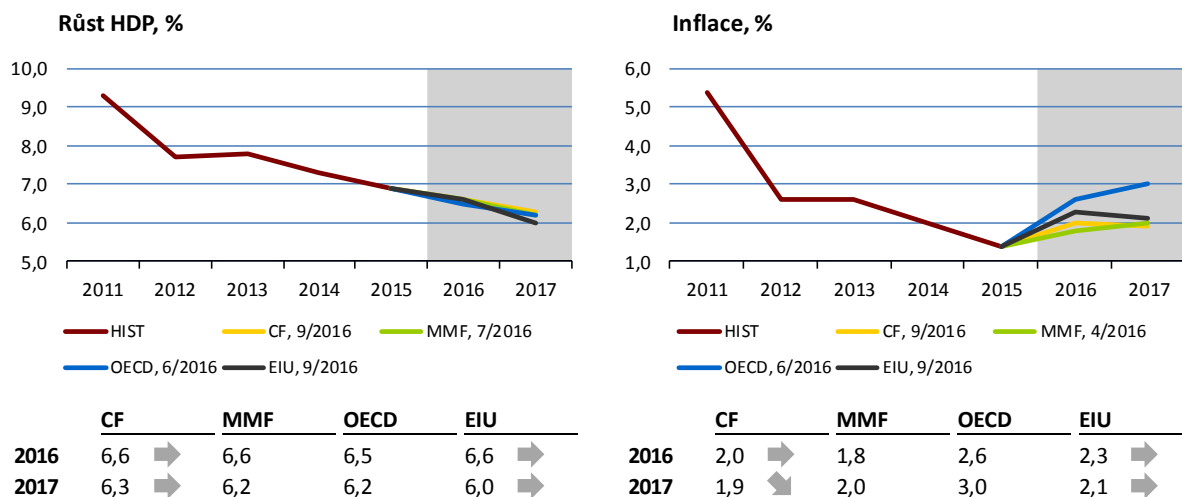 Růst HDP, %
10,0
9,0
8,0
7,0
6,0
5,0
2011 2012 2013 2014 2015 2016 2017
HIST CF, 9/2016 MMF, 7/2016
OECD, 6/2016 EIU, 9/2016
CF MMF OECD EIU
2016 6,6 6,6 6,5 6,6
2017 6,3 6,2 6,2 6,0
Inflace, %
6,0
5,0
4,0
3,0
2,0
1,0
2011 2012 2013 2014 2015 2016 2017
HIST CF, 9/2016 MMF, 4/2016
OECD, 6/2016 EIU, 9/2016
CF MMF OECD EIU
2016 2,0 1,8 2,6 2,3
2017 1,9 2,0 3,0 2,1